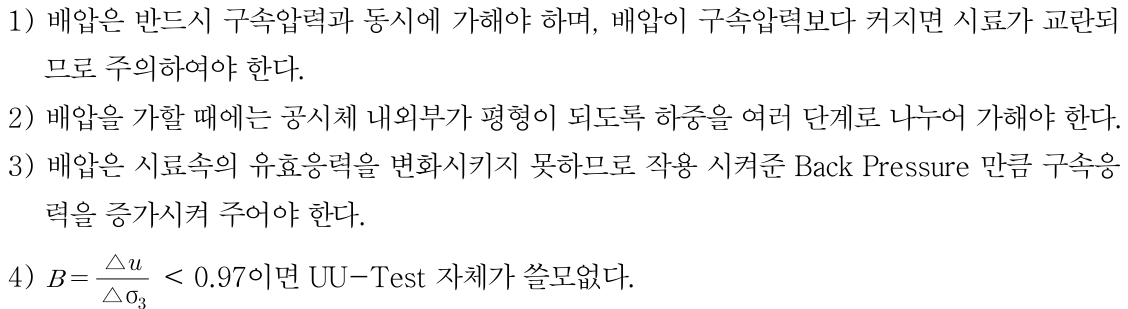 1) 배압은 반드시 구속압력과 동시에 가해야 하며, 배압이 구속압력보다 커지면 시료가 교란되
므로 주의하여야 한다.
2) 배압을 가할 때에는 공시체 내외부가 평형이 되도록 하중을 여러 단계로 나누어 가해야 한다.
3) 배압은 시료속의 유효응력을 변화시키지 못하므로 작용 시켜준 Back Pressure 만큼 구속응
력을 증가시켜 주어야 한다.
4) B = △u / △σ₃ < 0.97이면 UU-Test 자체가 쓸모없다.